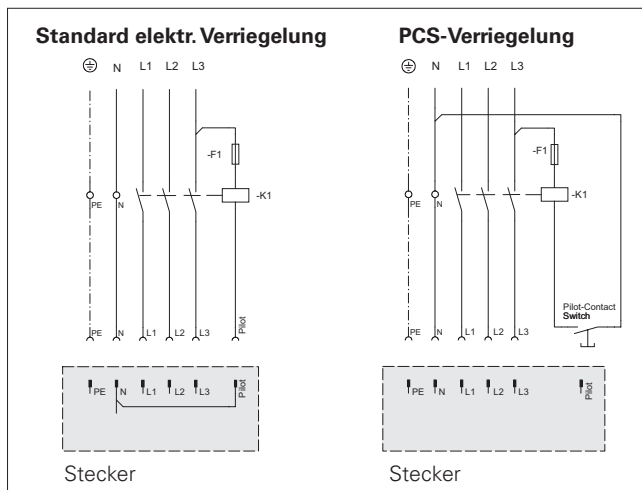 Standard elektr. Verriegelung
PCS-Verriegelung
N L1 L2 L3
N L1 L2 L3
-F1
-F1
-K1
-K1
PE N
PE N
Pilot-Contact
Switch
PE N L1 L2 L3 Pilot
PE N L1 L2 L3
PE N L1 L2 L3 Pilot
PE N L1 L2 L3 Pilot
Stecker
Stecker